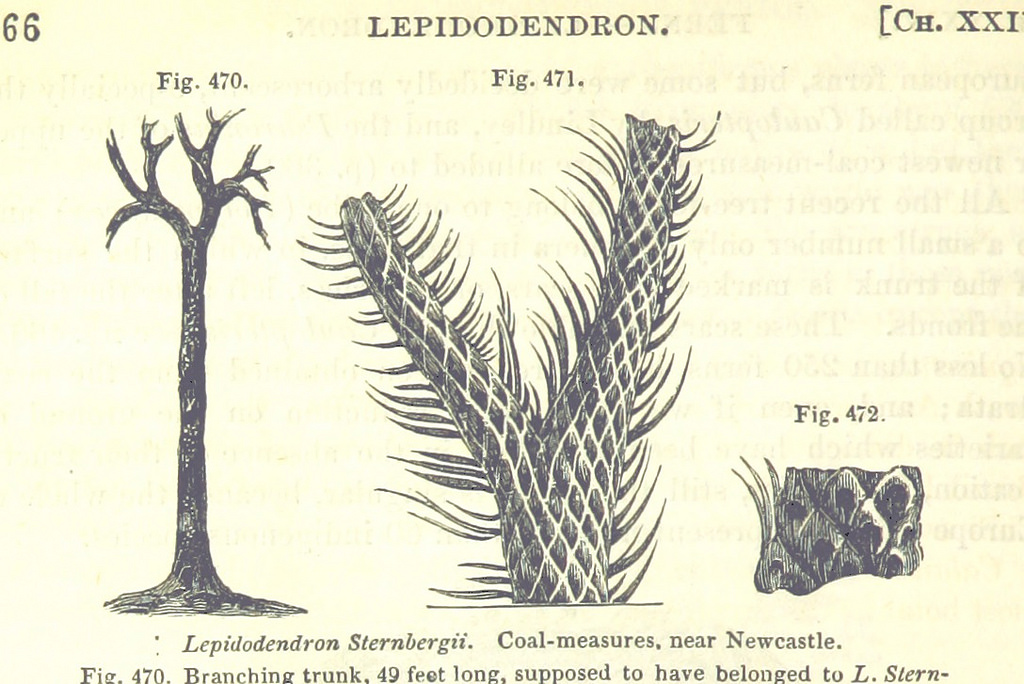 66 LEPIDODENDRON. [CH. XXI
Fig. 470. Fig. 471.
Fig. 472.
Lepidodendron Sternbergii. Coal-measures, near Newcastle.
Fig. 470. Branching trunk, 49 feet long, supposed to have belonged to L. Stern-